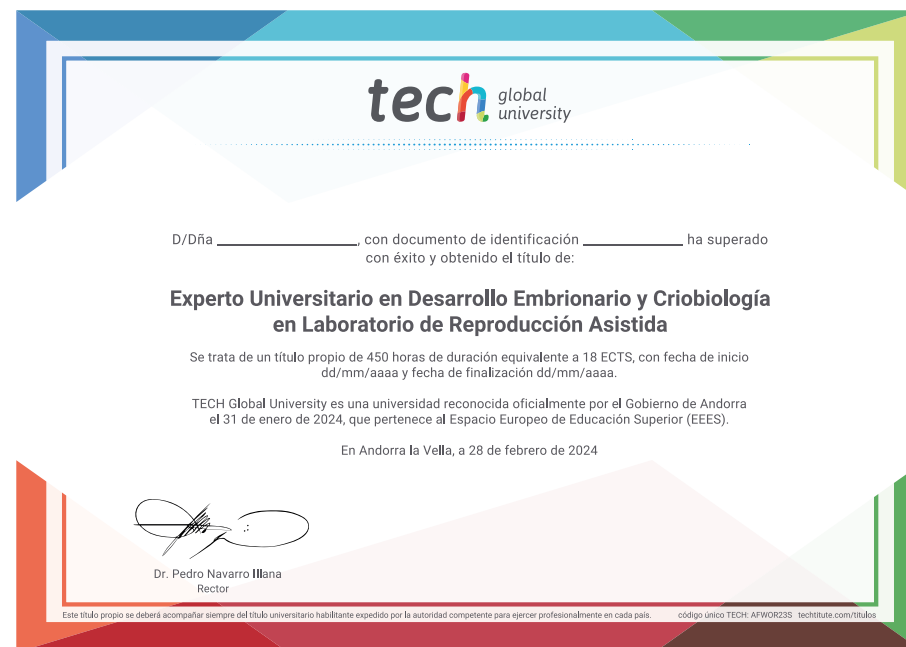 tech global university
D/Dña ____________________, con documento de identificación ______________ ha superado
con éxito y obtenido el título de:
Experto Universitario en Desarrollo Embrionario y Criobiología
en Laboratorio de Reproducción Asistida
Se trata de un título propio de 450 horas de duración equivalente a 18 ECTS, con fecha de inicio
dd/mm/aaaa y fecha de finalización dd/mm/aaaa.
TECH Global University es una universidad reconocida oficialmente por el Gobierno de Andorra
el 31 de enero de 2024, que pertenece al Espacio Europeo de Educación Superior (EEES).
En Andorra la Vella, a 28 de febrero de 2024
Dr. Pedro Navarro Illana
Rector
Este título propio se deberá acompañar siempre del título universitario habilitante expedido por la autoridad competente para ejercer profesionalmente en cada país. código único TECH: AFWOR23S techtitute.com/titulos